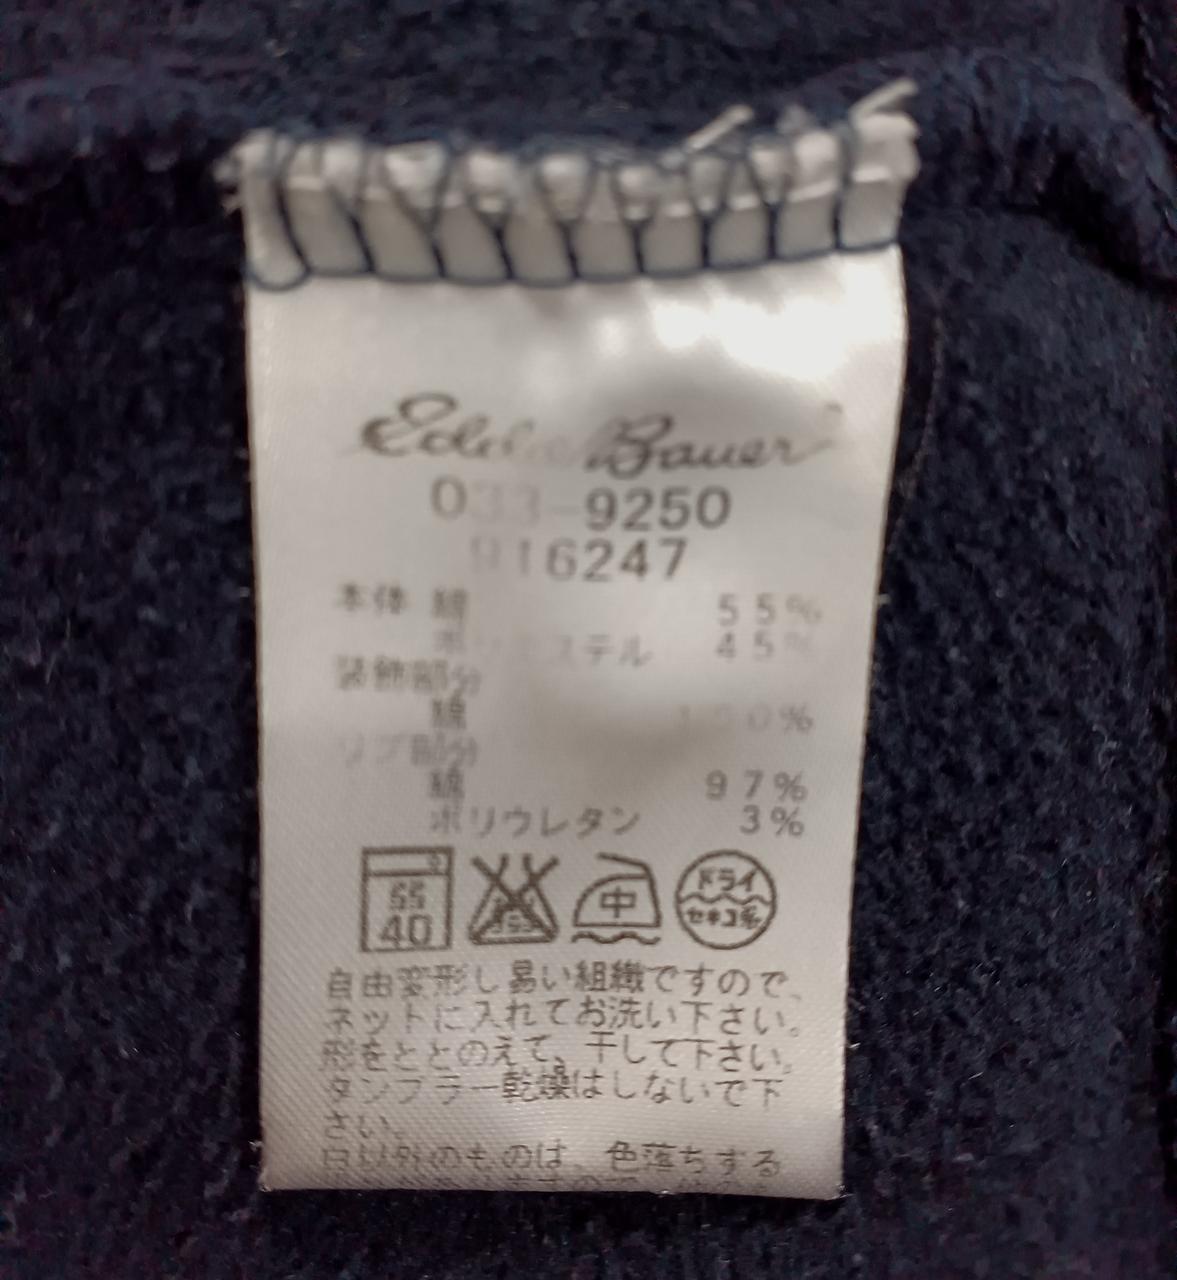 Eddie Bauer
033-9250
916247
本体 綿 55%
ポリエステル 45%
装飾部分
綿 100%
リブ部分
綿 97%
ポリウレタン 3%
40
中
ドライ
セキユ系
自由変形し易い組織ですので、
ネットに入れてお洗い下さい。
形をととのえて、干して下さい。
タンブラー乾燥はしないで下
さい。
白以外のものは、色落ちする